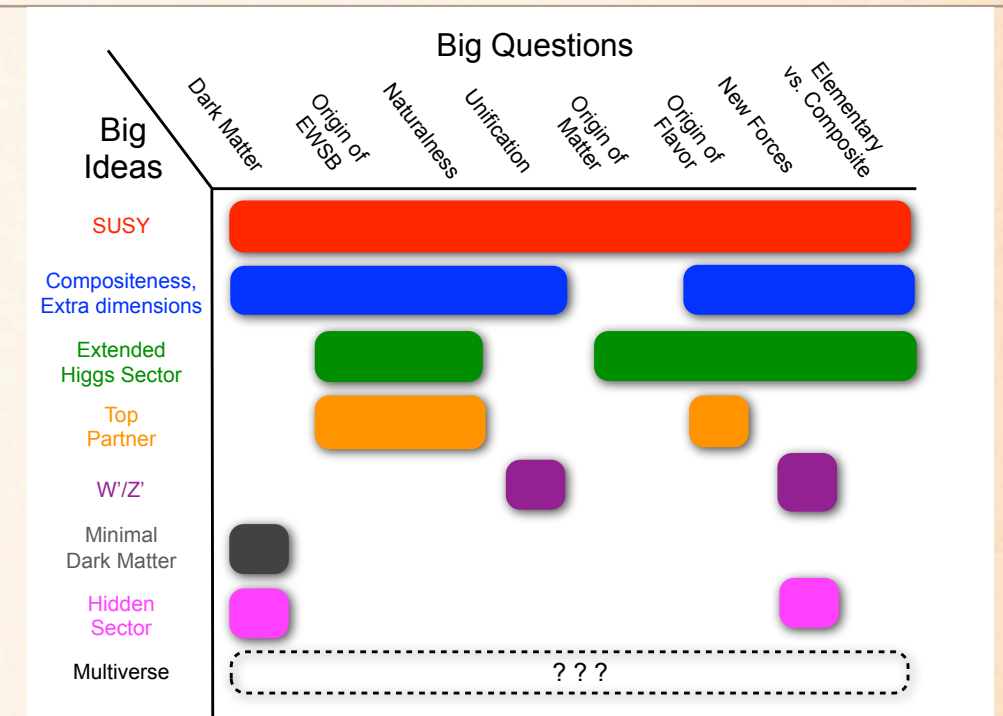 Big Questions
Big
Ideas
Dark Matter
Origin of
EWSB
Naturalness
Unification
Origin of
Matter
Origin of
Flavor
New Forces
Elementary
vs. Composite
SUSY
Compositeness,
Extra dimensions
Extended
Higgs Sector
Top
Partner
W'/Z'
Minimal
Dark Matter
Hidden
Sector
Multiverse
? ? ?